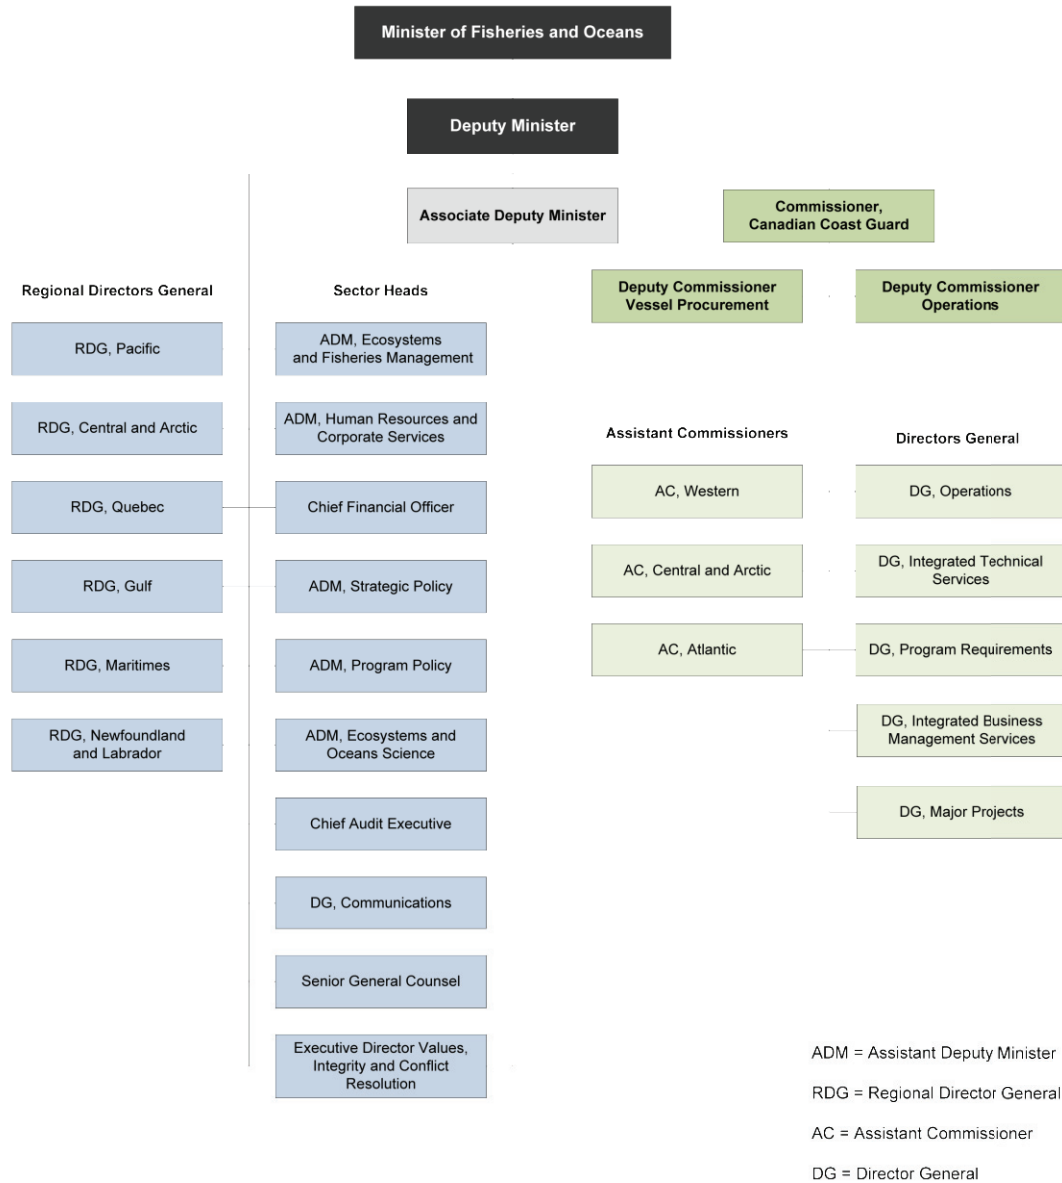 Minister of Fisheries and Oceans
Deputy Minister
Associate Deputy Minister
Commissioner,
Canadian Coast Guard
Regional Directors General
Sector Heads
Deputy Commissioner
Vessel Procurement
Deputy Commissioner
Operations
RDG, Pacific
RDG, Central and Arctic
RDG, Quebec
RDG, Gulf
RDG, Maritimes
RDG, Newfoundland
and Labrador
ADM, Ecosystems
and Fisheries Management
ADM, Human Resources and
Corporate Services
Chief Financial Officer
ADM, Strategic Policy
ADM, Program Policy
ADM, Ecosystems and
Oceans Science
Chief Audit Executive
DG, Communications
Senior General Counsel
Executive Director Values,
Integrity and Conflict
Resolution
Assistant Commissioners
AC, Western
AC, Central and Arctic
AC, Atlantic
Directors General
DG, Operations
DG, Integrated Technical
Services
DG, Program Requirements
DG, Integrated Business
Management Services
DG, Major Projects
ADM = Assistant Deputy Minister
RDG = Regional Director General
AC = Assistant Commissioner
DG = Director General